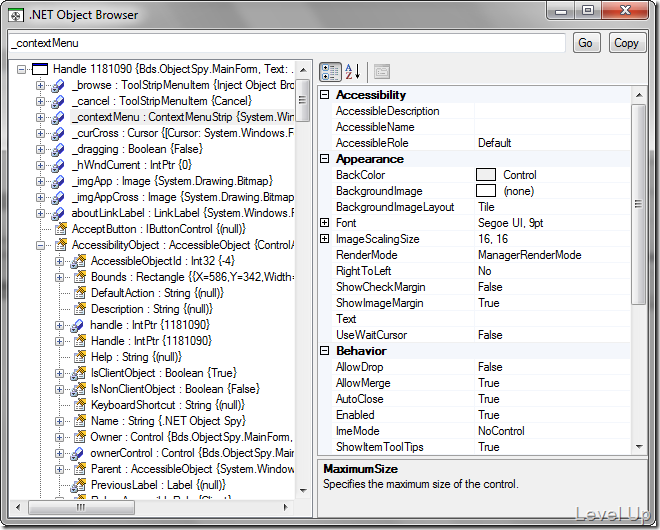 .NET Object Browser
_contextMenu
Go
Copy
Handle 1181090 {Bds.ObjectSpy.MainForm, Text: .
_browse : ToolStripMenuItem {Inject Object Bro
_cancel : ToolStripMenuItem {Cancel}
_contextMenu : ContextMenuStrip {System.Win
_curCross : Cursor {[Cursor: System.Windows.F
_dragging : Boolean {False}
_hWndCurrent : IntPtr {0}
_imgApp : Image {System.Drawing.Bitmap}
_imgAppCross : Image {System.Drawing.Bitmap}
aboutLinkLabel : LinkLabel {System.Windows.F
AcceptButton : IButtonControl {(null)}
AccessibilityObject : AccessibleObject {ControlA
AccessibleObjectId : Int32 {-4}
Bounds : Rectangle {{X=586,Y=342,Width=
DefaultAction : String {(null)}
Description : String {(null)}
handle : IntPtr {1181090}
Handle : IntPtr {1181090}
Help : String {(null)}
IsClientObject : Boolean {True}
IsNonClientObject : Boolean {False}
KeyboardShortcut : String {(null)}
Name : String {.NET Object Spy}
Owner : Control {Bds.ObjectSpy.MainForm,
ownerControl : Control {Bds.ObjectSpy.Main
Parent : AccessibleObject {System.Window
PreviousLabel : Label {(null)}
Accessibility
AccessibleDescription
AccessibleName
AccessibleRole Default
Appearance
BackColor Control
BackgroundImage (none)
BackgroundImageLayout Tile
Font Segoe UI, 9pt
ImageScalingSize 16, 16
RenderMode ManagerRenderMode
RightToLeft No
ShowCheckMargin False
ShowImageMargin True
Text
UseWaitCursor False
Behavior
AllowDrop False
AllowMerge True
AutoClose True
Enabled True
ImeMode NoControl
ShowItemToolTips True
MaximumSize
Specifies the maximum size of the control.
Level Up